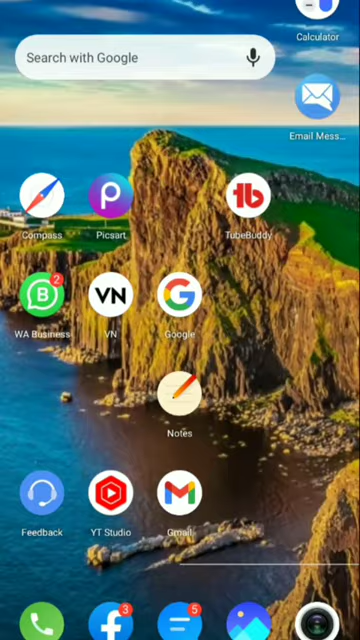 Calculator
Search with Google
Email Mess...
Compass
Picsart
TubeBuddy
2
WA Business
VN
VN
Google
Notes
Feedback
YT Studio
Gmail
3
5